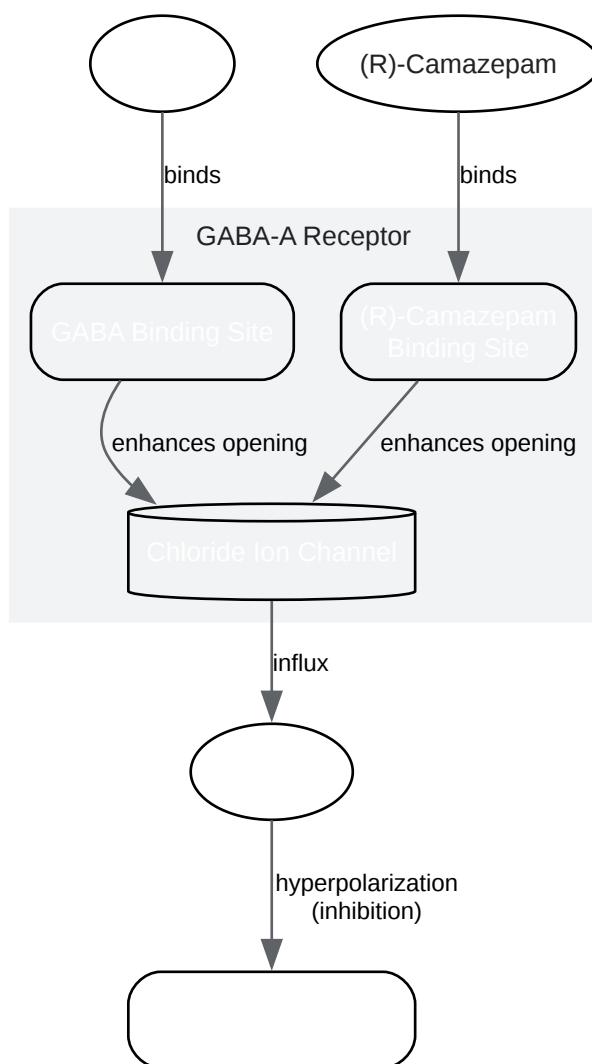 (R)-Camazepam
binds
binds
GABA-A Receptor
GABA Binding Site
(R)-Camazepam
Binding Site
enhances opening
enhances opening
Chloride Ion Channel
influx
hyperpolarization
(inhibition)